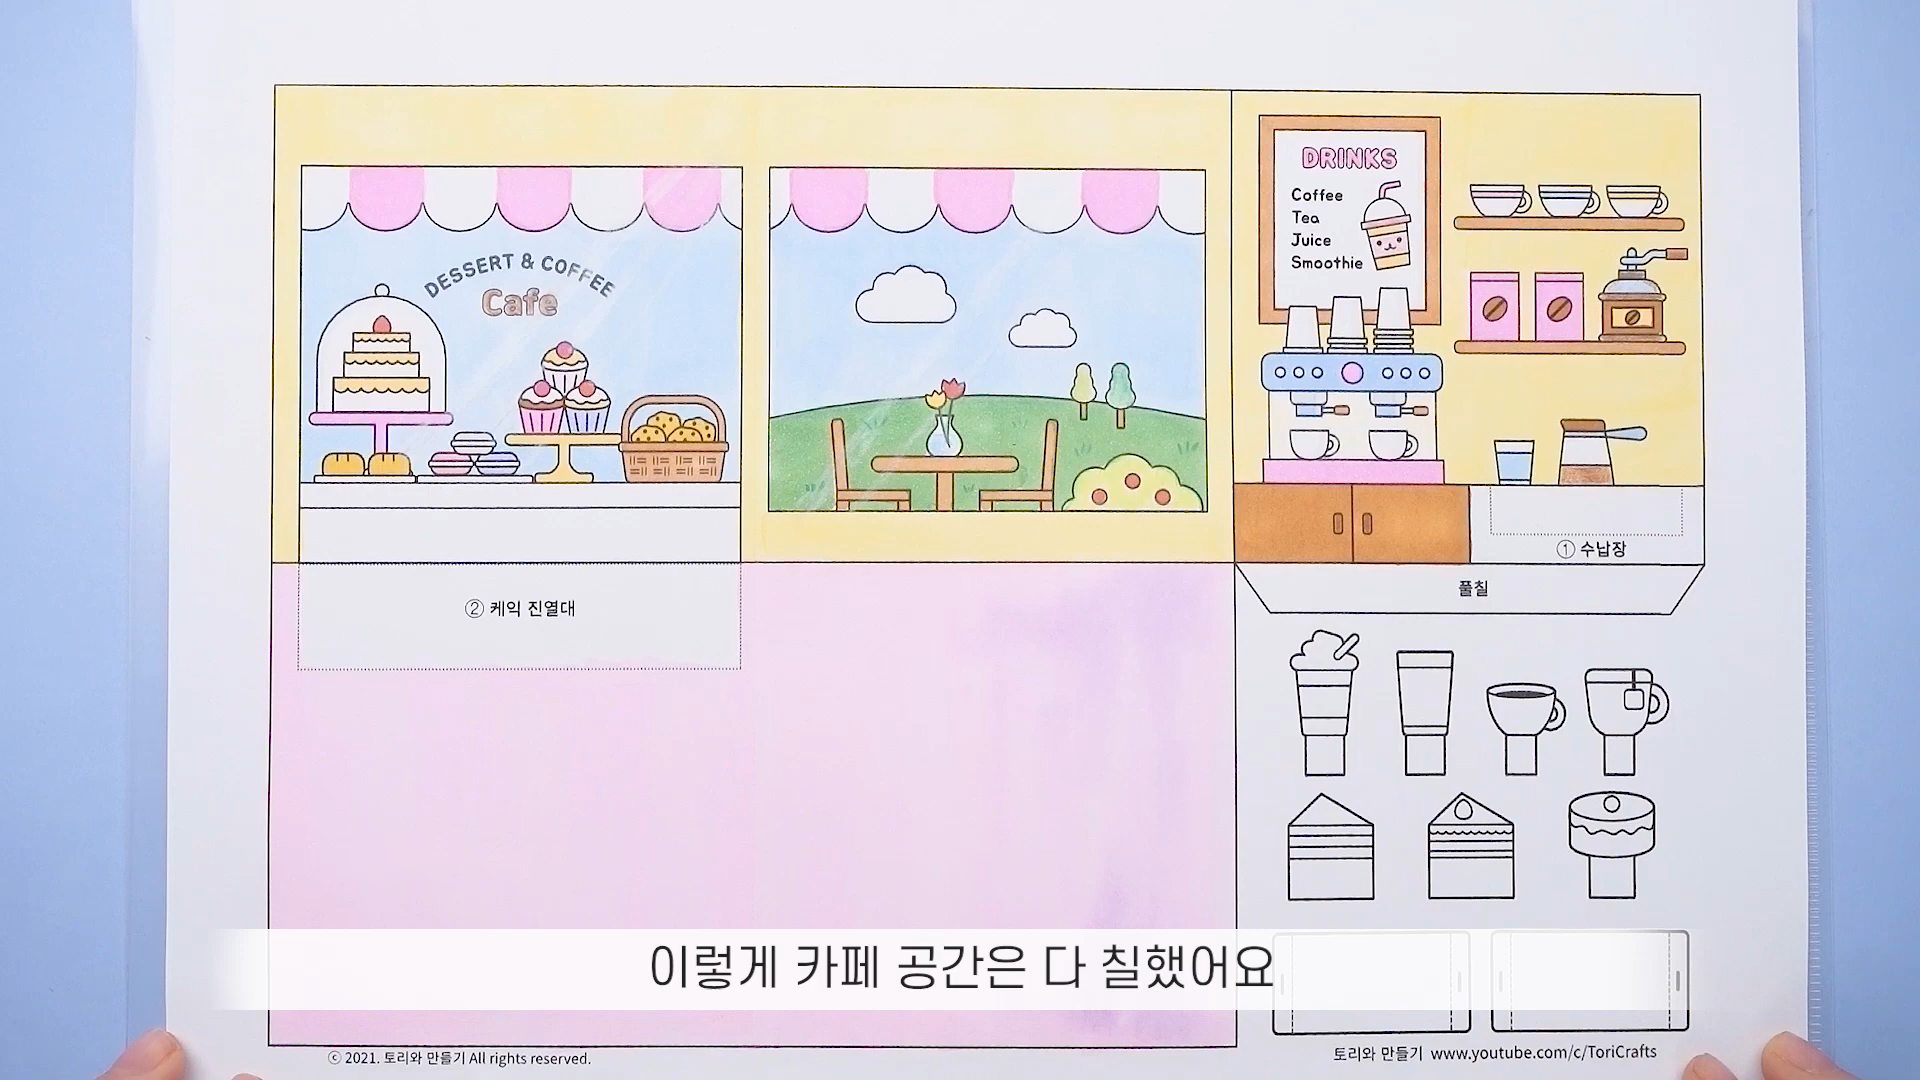 DESSERT & COFFEE
Cafe
DRINKS
Coffee
Tea
Juice
Smoothie
① 수납장
풀칠
② 케익 진열대
이렇게 카페 공간은 다 칠했어요
ⓒ 2021. 토리와 만들기 All rights reserved.
토리와 만들기 www.youtube.com/c/ToriCrafts